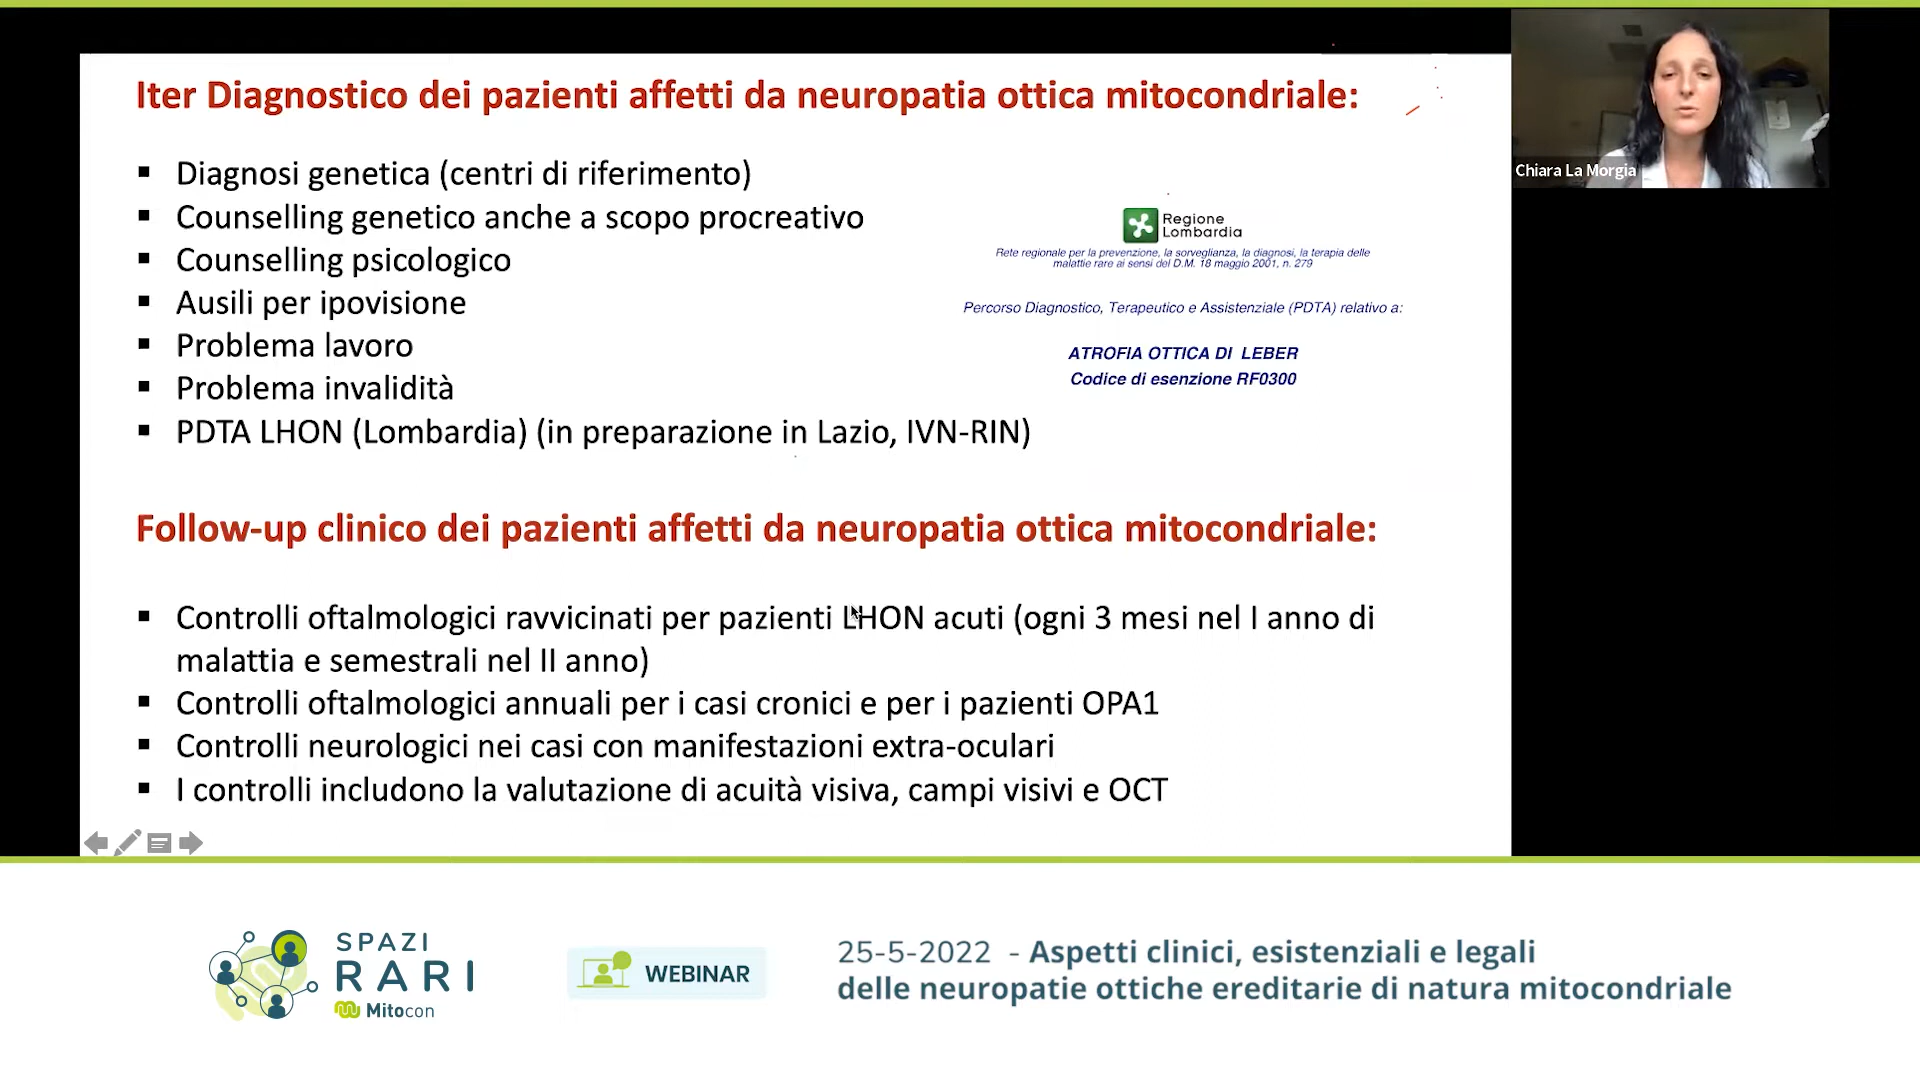 Iter Diagnostico dei pazienti affetti da neuropatia ottica mitocondriale:
▪ Diagnosi genetica (centri di riferimento)
▪ Counselling genetico anche a scopo procreativo
▪ Counselling psicologico
▪ Ausili per ipovisione
▪ Problema lavoro
▪ Problema invalidità
▪ PDTA LHON (Lombardia) (in preparazione in Lazio, IVN-RIN)
Regione
Lombardia
Rete regionale per la prevenzione, la sorveglianza, la diagnosi, la terapia delle
malattie rare ai sensi del D.M. 18 maggio 2001, n. 279
Percorso Diagnostico, Terapeutico e Assistenziale (PDTA) relativo a:
ATROFIA OTTICA DI LEBER
Codice di esenzione RF0300
Chiara La Morgia
Follow-up clinico dei pazienti affetti da neuropatia ottica mitocondriale:
▪ Controlli oftalmologici ravvicinati per pazienti LHON acuti (ogni 3 mesi nel I anno di
malattia e semestrali nel II anno)
▪ Controlli oftalmologici annuali per i casi cronici e per i pazienti OPA1
▪ Controlli neurologici nei casi con manifestazioni extra-oculari
▪ I controlli includono la valutazione di acuità visiva, campi visivi e OCT
SPAZI
RARI
Mitocon
WEBINAR
25-5-2022 - Aspetti clinici, esistenziali e legali
delle neuropatie ottiche ereditarie di natura mitocondriale